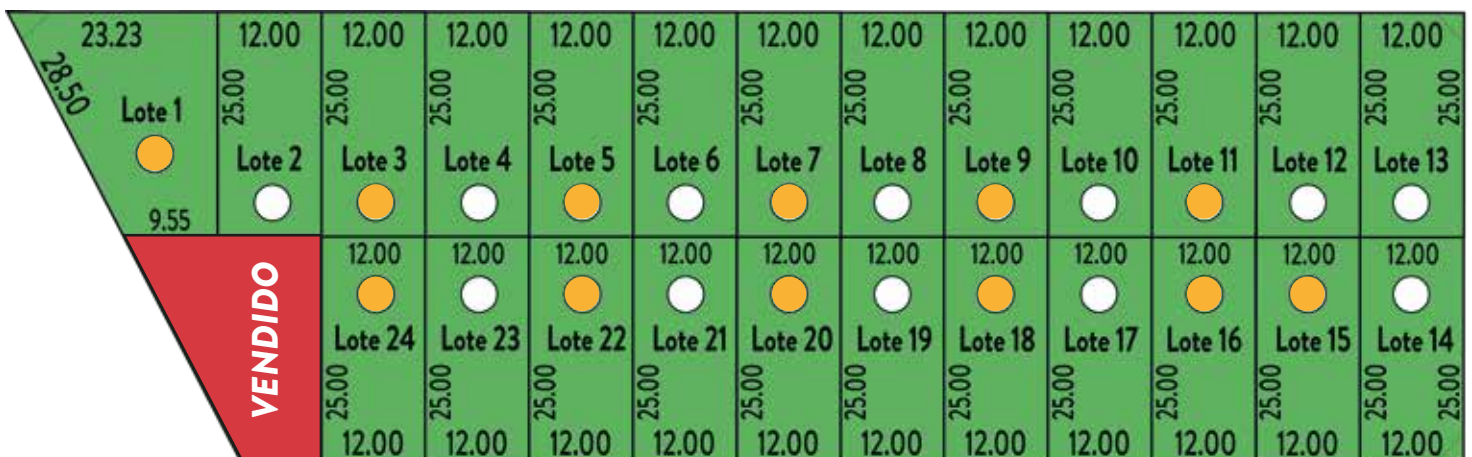 23.23 12.00 12.00 12.00 12.00 12.00 12.00 12.00 12.00 12.00 12.00 12.00 12.00
28.50 25.00 25.00 25.00 25.00 25.00 25.00 25.00 25.00 25.00 25.00 25.00 25.00 25.00
Lote 1
Lote 2 Lote 3 Lote 4 Lote 5 Lote 6 Lote 7 Lote 8 Lote 9 Lote 10 Lote 11 Lote 12 Lote 13
9.55
VENDIDO
12.00 12.00 12.00 12.00 12.00 12.00 12.00 12.00 12.00 12.00 12.00
Lote 24 Lote 23 Lote 22 Lote 21 Lote 20 Lote 19 Lote 18 Lote 17 Lote 16 Lote 15 Lote 14
25.00 25.00 25.00 25.00 25.00 25.00 25.00 25.00 25.00 25.00 25.00 25.00
12.00 12.00 12.00 12.00 12.00 12.00 12.00 12.00 12.00 12.00 12.00